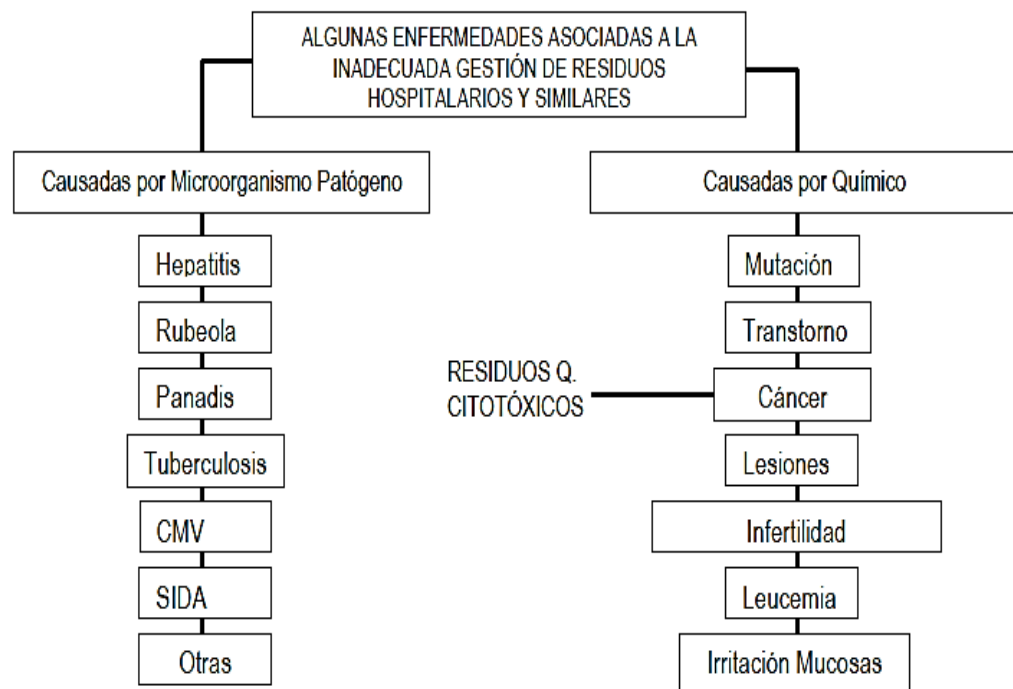 ALGUNAS ENFERMEDADES ASOCIADAS A LA
INADECUADA GESTIÓN DE RESIDUOS
HOSPITALARIOS Y SIMILARES
Causadas por Microorganismo Patógeno
Hepatitis
Rubeola
Panadis
Tuberculosis
CMV
SIDA
Otras
Causadas por Químico
Mutación
Transtorno
RESIDUOS Q.
CITOTÓXICOS
Cáncer
Lesiones
Infertilidad
Leucemia
Irritación Mucosas